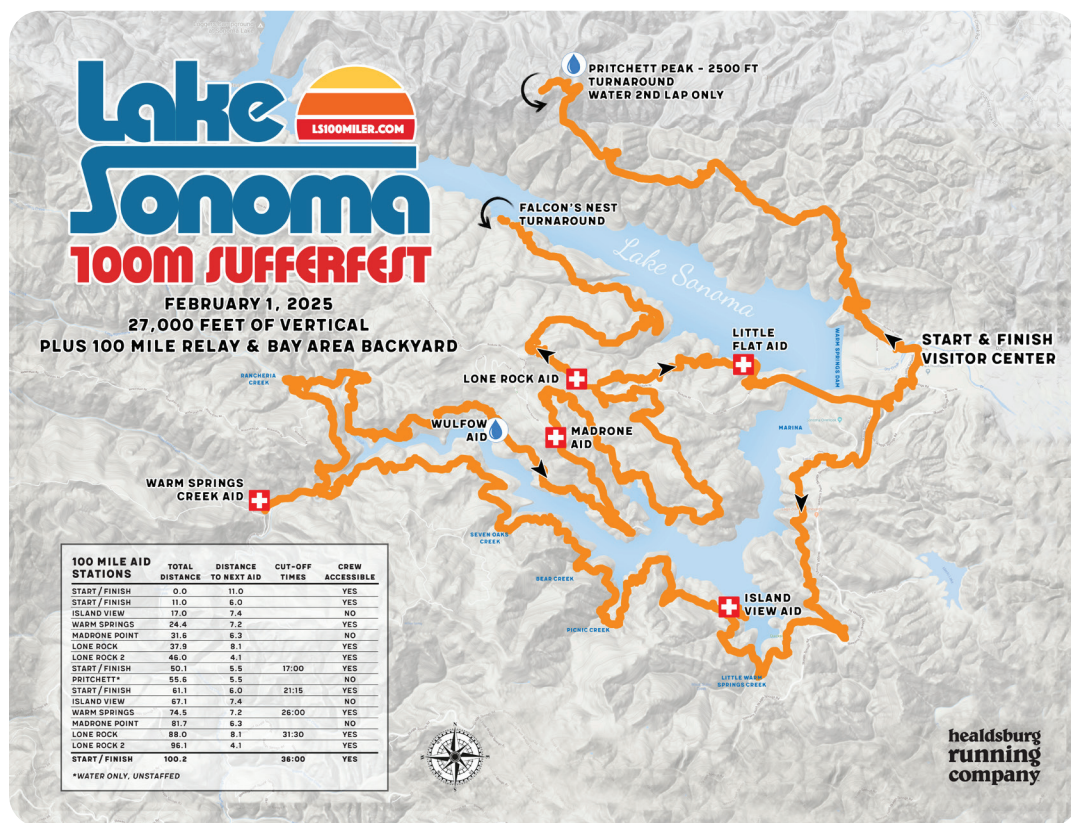 Lake
LS100MILER.COM
Sonoma
100M SUFFERFEST
FEBRUARY 1, 2025
27,000 FEET OF VERTICAL
PLUS 100 MILE RELAY & BAY AREA BACKYARD
PRITCHETT PEAK - 2500 FT
TURNAROUND
WATER 2ND LAP ONLY
FALCON'S NEST
TURNAROUND
Lake Sonoma
LITTLE
FLAT AID
WARM SPRINGS DAM
START & FINISH
VISITOR CENTER
LONE ROCK AID
RANCHERIA
CREEK
WULFOW
AID
MADRONE
AID
MARINA
WARM SPRINGS
CREEK AID
SEVEN OAKS
CREEK
BEAR CREEK
ISLAND
VIEW AID
PICNIC CREEK
LITTLE WARM
SPRINGS CREEK
100 MILE AID STATIONS TOTAL DISTANCE DISTANCE TO NEXT AID CUT-OFF TIMES CREW ACCESSIBLE
START/FINISH 0.0 11.0 YES
START/FINISH 11.0 6.0 YES
ISLAND VIEW 17.0 7.4 NO
WARM SPRINGS 24.4 7.2 YES
MADRONE POINT 31.6 6.3 NO
LONE ROCK 37.9 8.1 YES
LONE ROCK 2 46.0 4.1 YES
START/FINISH 50.1 5.5 17:00 YES
PRITCHETT* 55.6 5.5 NO
START/FINISH 61.1 6.0 21:15 YES
ISLAND VIEW 67.1 7.4 NO
WARM SPRINGS 74.5 7.2 26:00 YES
MADRONE POINT 81.7 6.3 NO
LONE ROCK 88.0 8.1 31:30 YES
LONE ROCK 2 96.1 4.1 YES
START/FINISH 100.2 36:00 YES
*WATER ONLY, UNSTAFFED
N
E
S
W
healdsburg
running
company